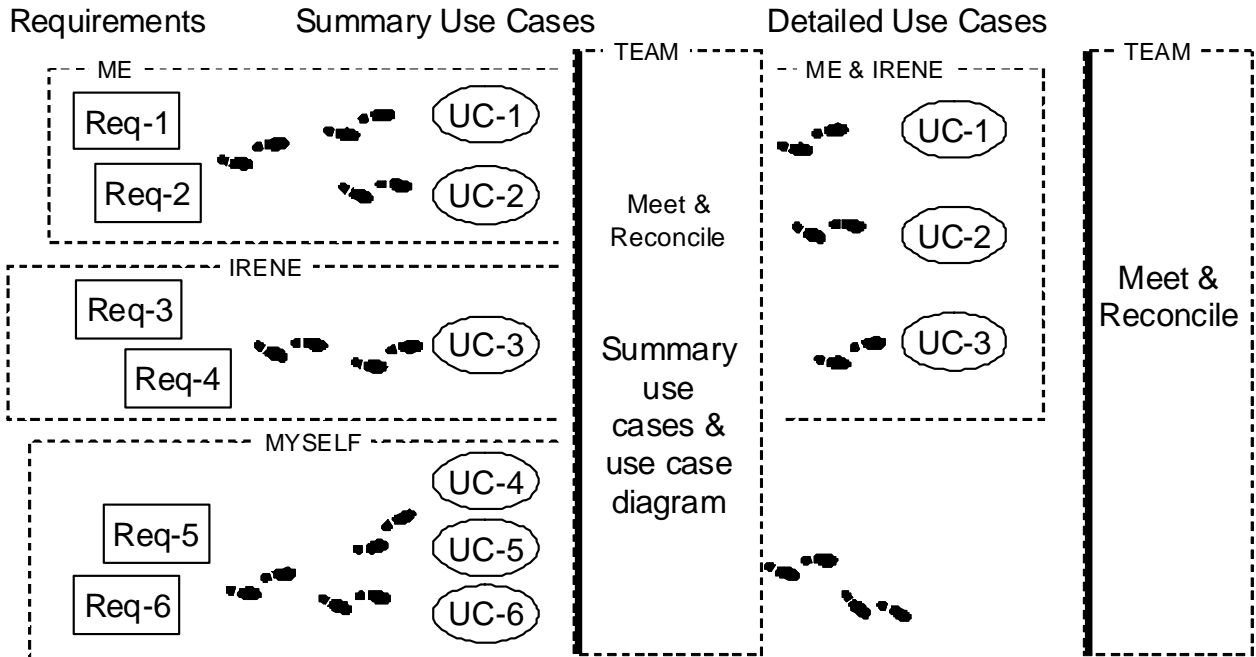 Requirements
Summary Use Cases
Detailed Use Cases
ME
Req-1
Req-2
UC-1
UC-2
IRENE
Req-3
Req-4
UC-3
MYSELF
Req-5
Req-6
UC-4
UC-5
UC-6
TEAM
Meet &
Reconcile
Summary
use
cases &
use case
diagram
ME & IRENE
UC-1
UC-2
UC-3
TEAM
Meet &
Reconcile